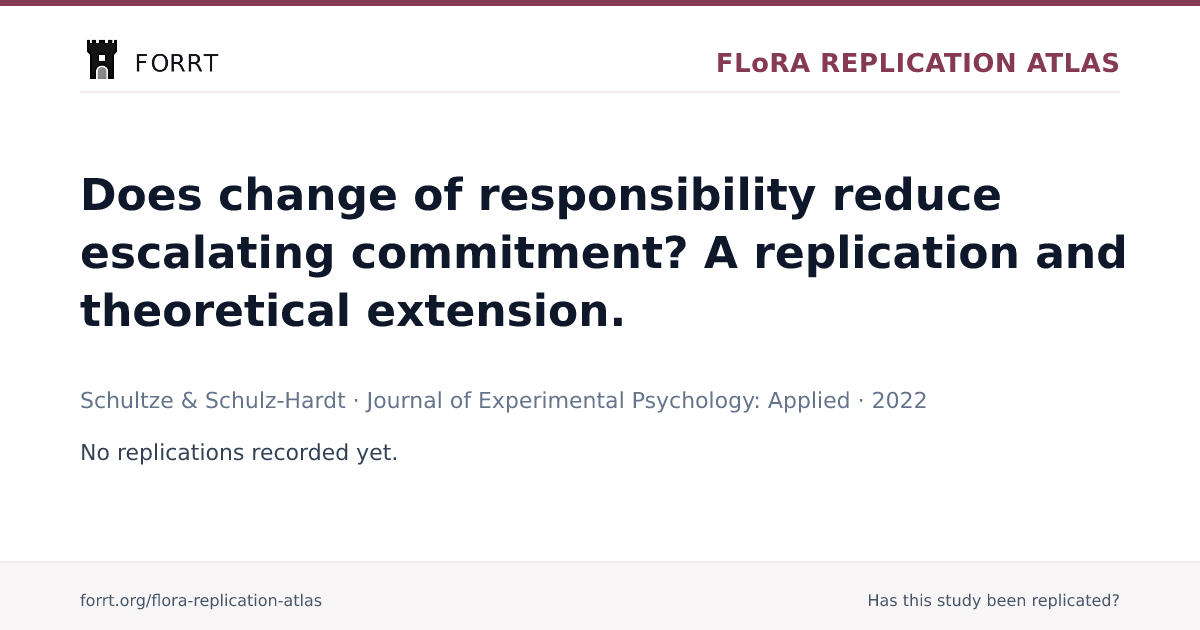 FORRT
FLoRA REPLICATION ATLAS
Does change of responsibility reduce
escalating commitment? A replication and
theoretical extension.
Schultze & Schulz-Hardt · Journal of Experimental Psychology: Applied · 2022
No replications recorded yet.
forrt.org/flora-replication-atlas
Has this study been replicated?